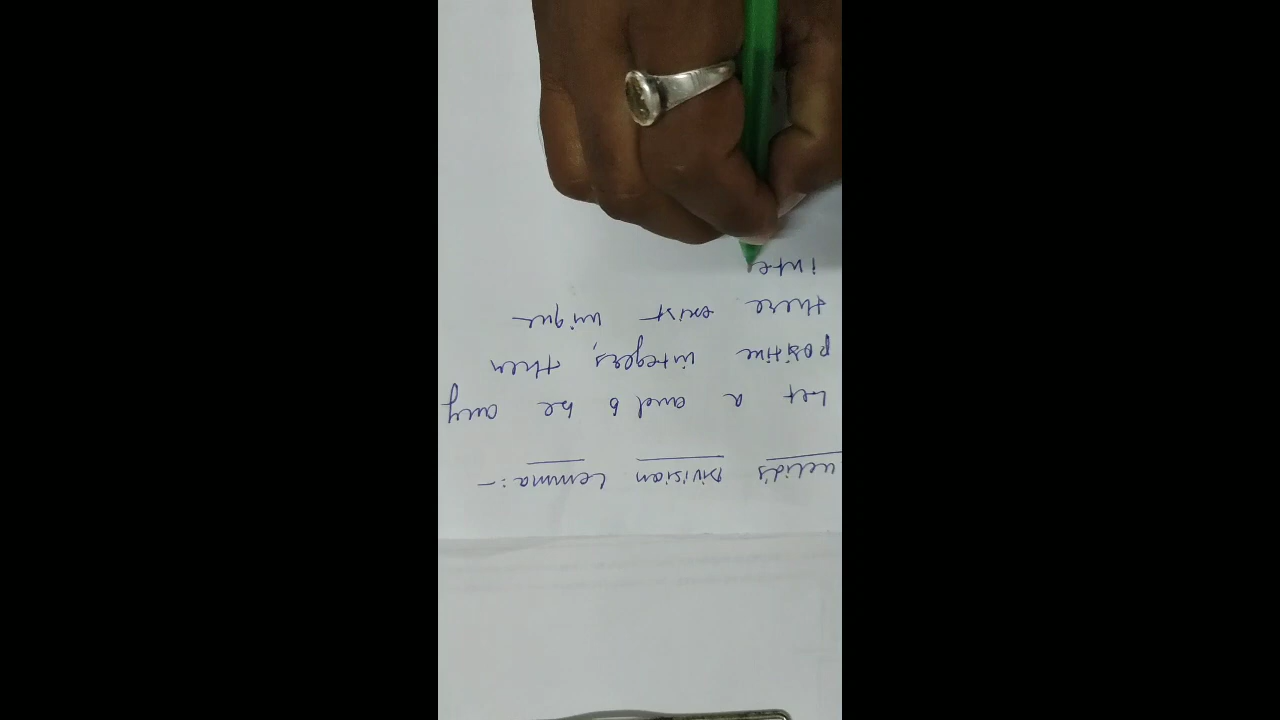 uclid's Division Lemma:-
Let a and b be any
positive integers, then
there exist unique
inte